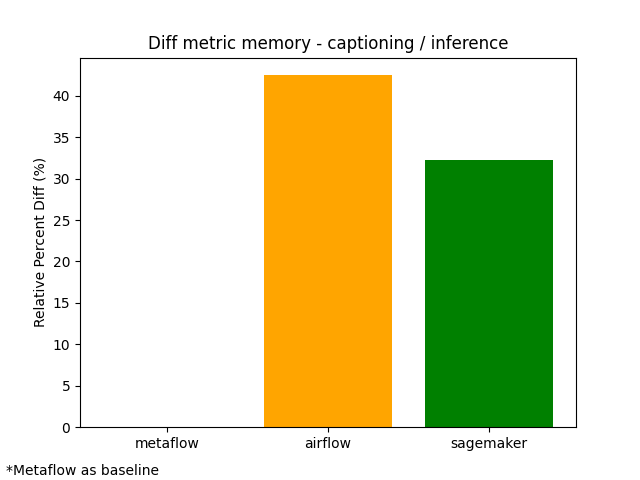 Diff metric memory - captioning / inference
Relative Percent Diff (%)
40
35
30
25
20
15
10
5
0
metaflow airflow sagemaker
*Metaflow as baseline